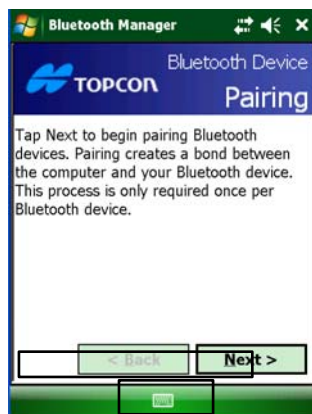 Bluetooth Manager
Bluetooth Device
TOPCON
Pairing
Tap Next to begin pairing Bluetooth
devices. Pairing creates a bond between
the computer and your Bluetooth device.
This process is only required once per
Bluetooth device.
< Back Next >